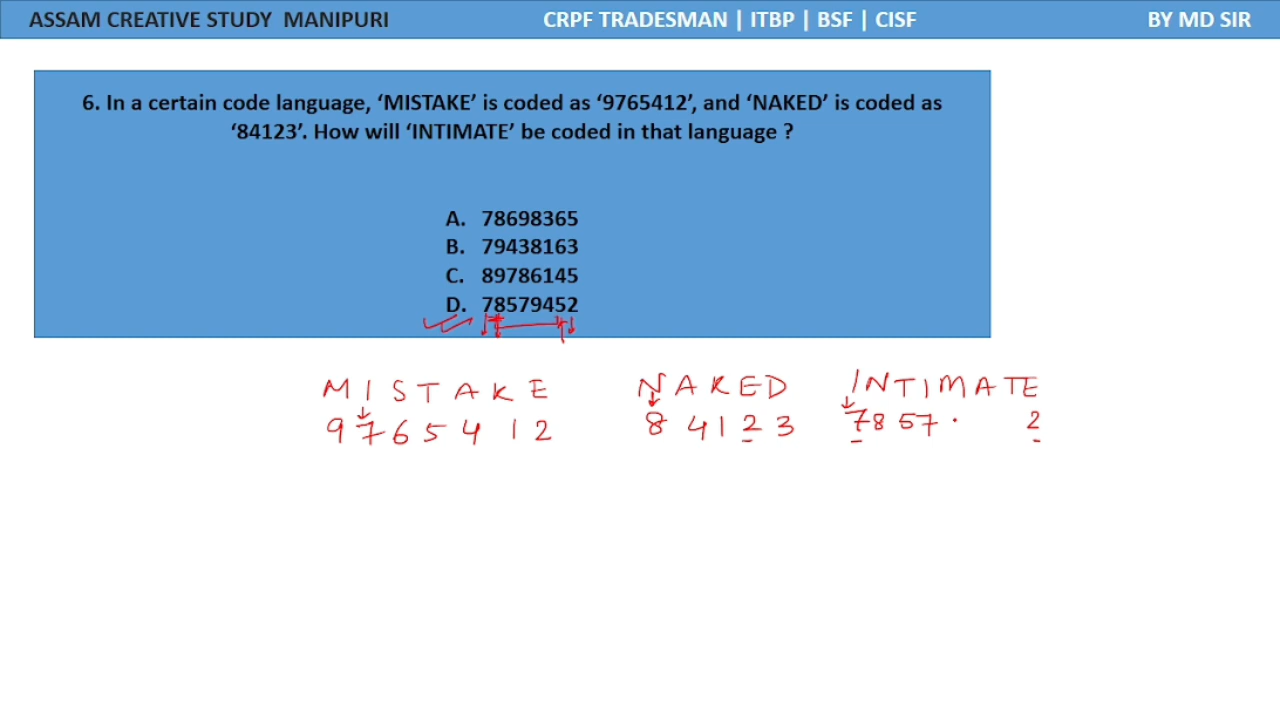 ASSAM CREATIVE STUDY MANIPURI CRPF TRADESMAN | ITBP | BSF | CISF BY MD SIR
6. In a certain code language, ‘MISTAKE’ is coded as ‘9765412’, and ‘NAKED’ is coded as
‘84123’. How will ‘INTIMATE’ be coded in that language ?
A. 78698365
B. 79438163
C. 89786145
D. 78579452
MISTAKE NAKED INTIMATE
9765412 84123 7857 2